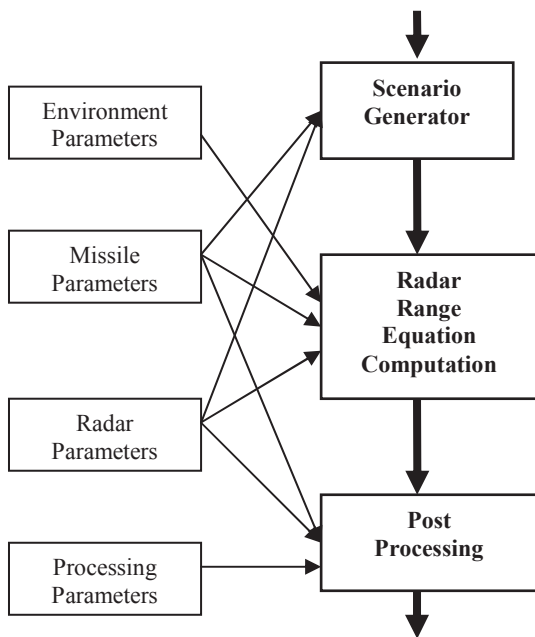 Environment
Parameters
Missile
Parameters
Radar
Parameters
Processing
Parameters
Scenario
Generator
Radar
Range
Equation
Computation
Post
Processing